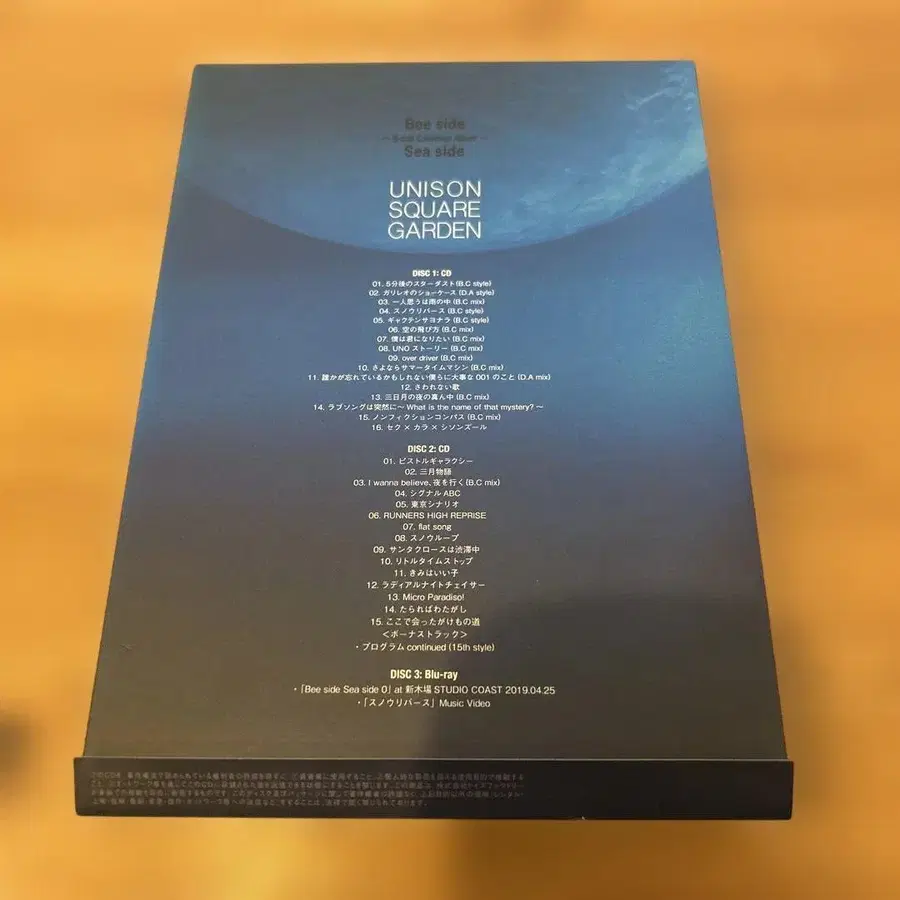 Bee side
〜 B-side Collection Album 〜
Sea side
UNISON
SQUARE
GARDEN
DISC 1: CD
01. 5分後のスターダスト(B.C style)
02. ガリレオのショーケース (D.A style)
03. 一人思うは雨の中 (B.C mix)
04. スノウリバース (B.C style)
05. ギャクテンサヨナラ (B.C style)
06. 空の飛び方 (B.C mix)
07. 僕は君になりたい (B.C mix)
08. UNO ストーリー (B.C mix)
09. over driver (B.C mix)
10. さよならサマータイムマシン (B.C mix)
11. 誰かが忘れているかもしれない僕らに大事な 001 のこと (D.A mix)
12. さわれない歌
13. 三日月の夜の真ん中 (B.C mix)
14. ラブソングは突然に〜 What is the name of that mystery? 〜
15. ノンフィクションコンパス (B.C mix)
16. セク × カラ × シソンズール
DISC 2: CD
01. ピストルギャラクシー
02. 三月物語
03. I wanna believe、夜を行く (B.C mix)
04. シグナル ABC
05. 東京シナリオ
06. RUNNERS HIGH REPRISE
07. flat song
08. スノウループ
09. サンタクロースは渋滞中
10. リトルタイムストップ
11. きみはいい子
12. ラディアルナイトチェイサー
13. Micro Paradiso!
14. たらればわたがし
15. ここで会ったがけもの道
＜ボーナストラック＞
・プログラム continued (15th style)
DISC 3: Blu-ray
・「Bee side Sea side 0」 at 新木場 STUDIO COAST 2019.04.25
・「スノウリバース」 Music Video